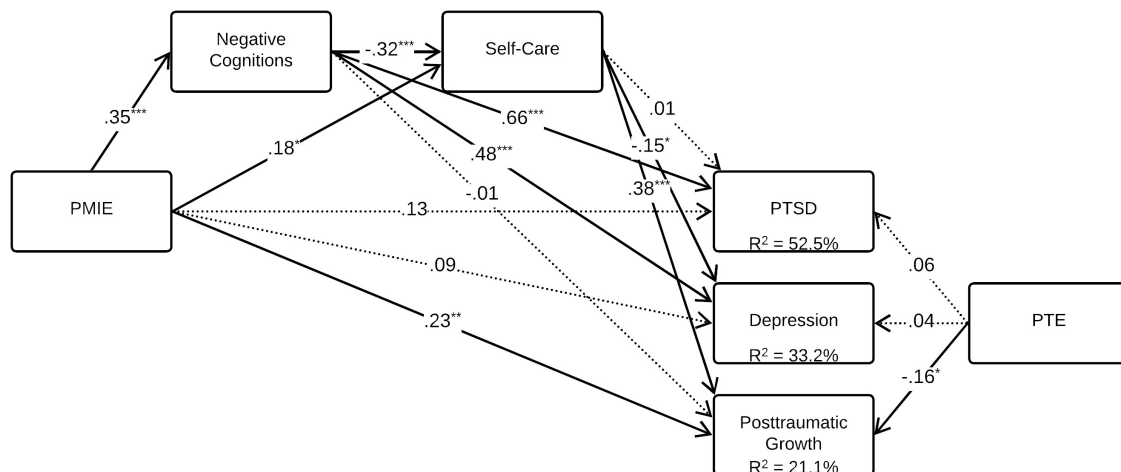 Negative
Cognitions
-.32***
Self-Care
.35***
.66***
.01
.18*
.48***
-.15*
-.01
.38***
PMIE
.13
PTSD
R² = 52.5%
.09
.06
.23**
Depression
R² = 33.2%
.04
PTE
-.16*
Posttraumatic
Growth
R² = 21.1%